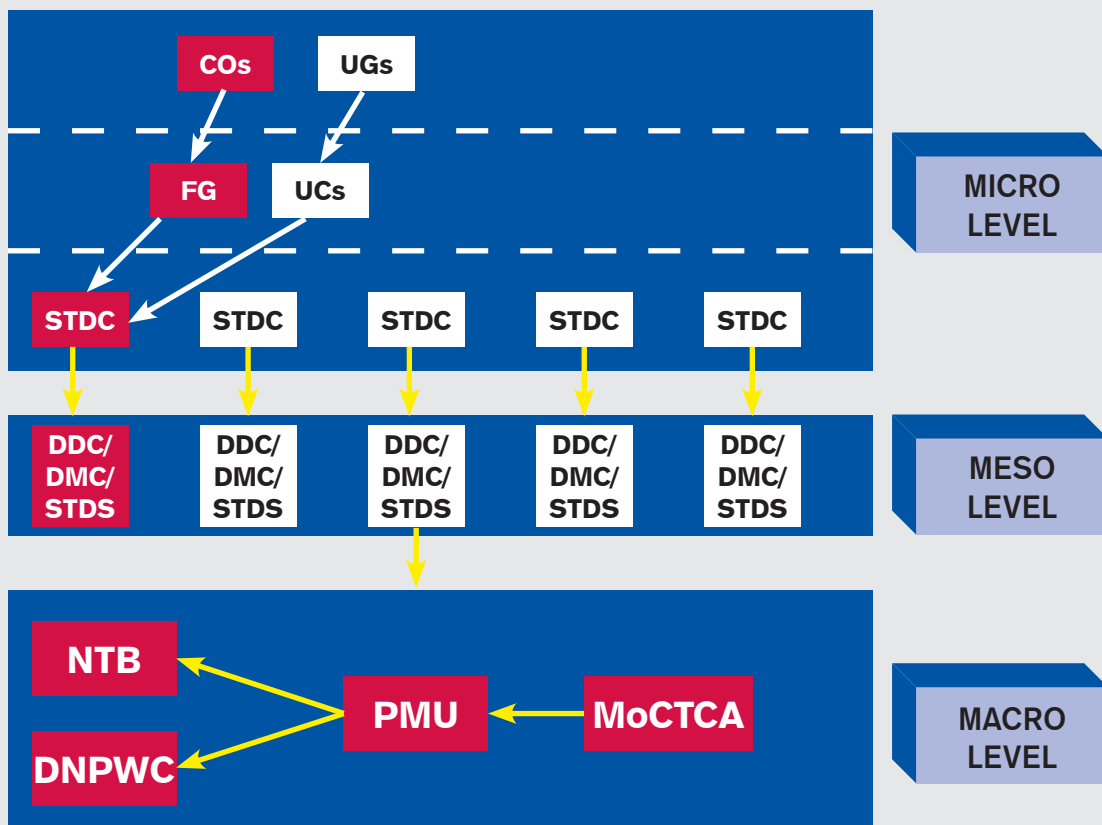 COs
UGs
FG
UCs
MICRO
LEVEL
STDC
STDC
STDC
STDC
STDC
DDC/
DMC/
STDS
DDC/
DMC/
STDS
DDC/
DMC/
STDS
DDC/
DMC/
STDS
DDC/
DMC/
STDS
MESO
LEVEL
NTB
PMU
MoCTCA
DNPWC
MACRO
LEVEL